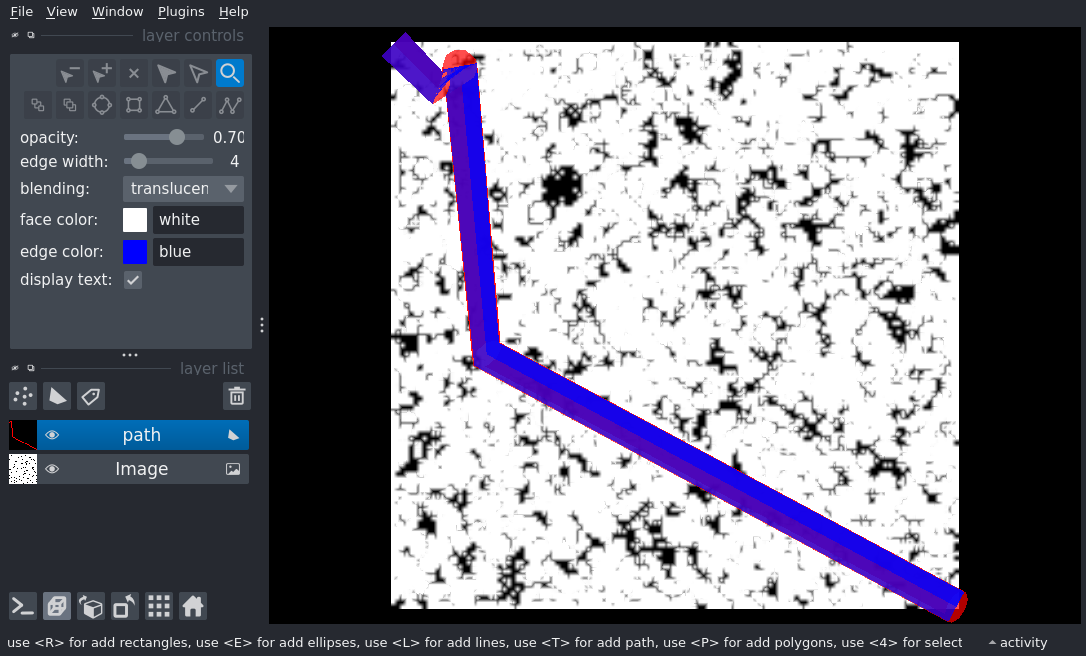 File View Window Plugins Help
layer controls
opacity: 0.70
edge width: 4
blending: translucen
face color: white
edge color: blue
display text:
layer list
path
Image
use <R> for add rectangles, use <E> for add ellipses, use <L> for add lines, use <T> for add path, use <P> for add polygons, use <4> for select
activity